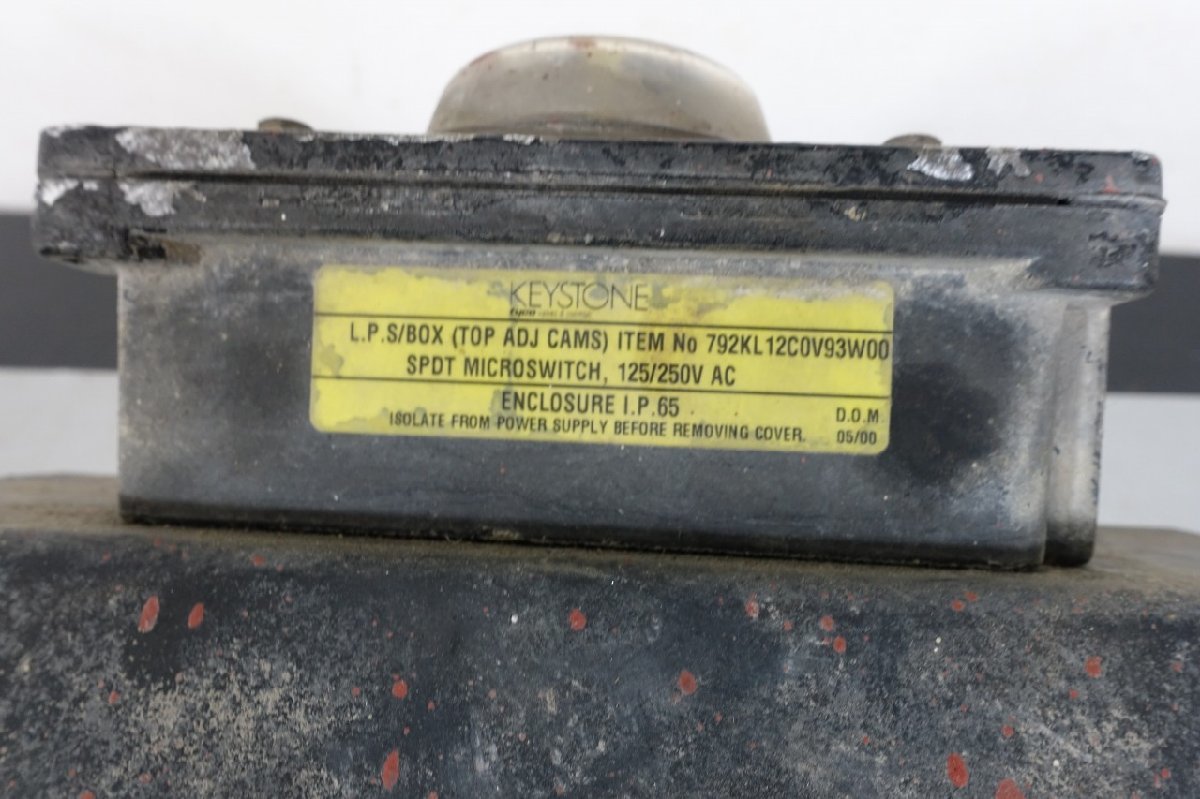 KEYSTONE
tyco
L.P.S/BOX (TOP ADJ CAMS) ITEM No 792KL12C0V93W00
SPDT MICROSWITCH, 125/250V AC
ENCLOSURE I.P.65
D.O.M
ISOLATE FROM POWER SUPPLY BEFORE REMOVING COVER. 05/00